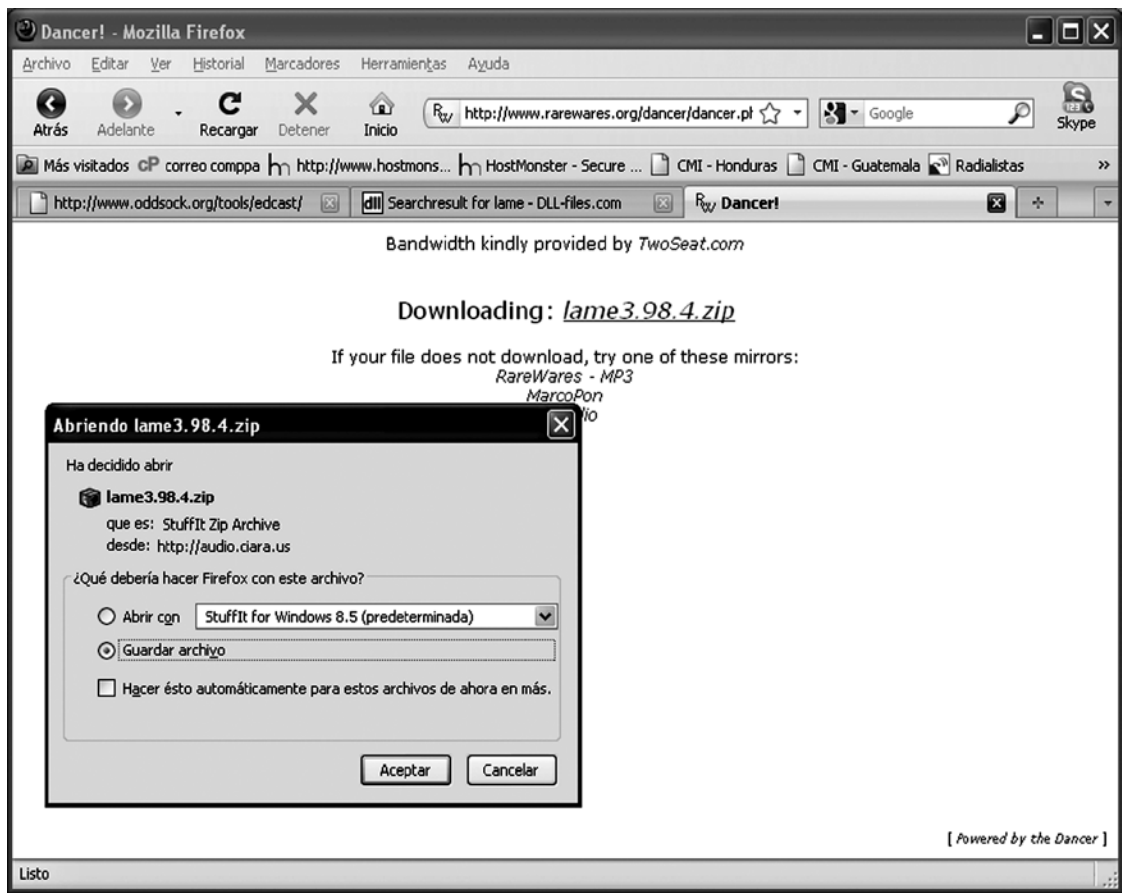 Dancer! - Mozilla Firefox
Archivo Editar Ver Historial Marcadores Herramientas Ayuda
Atrás Adelante Recargar Detener Inicio http://www.rarewares.org/dancer/dancer.ph Google Skype
Más visitados cP correo comppa http://www.hostmons... HostMonster - Secure ... CMI - Honduras CMI - Guatemala Radialistas »
http://www.oddsock.org/tools/edcast/ dll Searchresult for lame - DLL-files.com RW Dancer!
Bandwidth kindly provided by TwoSeat.com
Downloading: lame3.98.4.zip
If your file does not download, try one of these mirrors:
RareWares - MP3
MarcoPon
io
Abriendo lame3.98.4.zip
Ha decidido abrir
lame3.98.4.zip
que es: StuffIt Zip Archive
desde: http://audio.ciara.us
¿Qué debería hacer Firefox con este archivo?
Abrir con StuffIt for Windows 8.5 (predeterminada)
Guardar archivo
Hacer ésto automáticamente para estos archivos de ahora en más.
Aceptar Cancelar
[ Powered by the Dancer ]
Listo